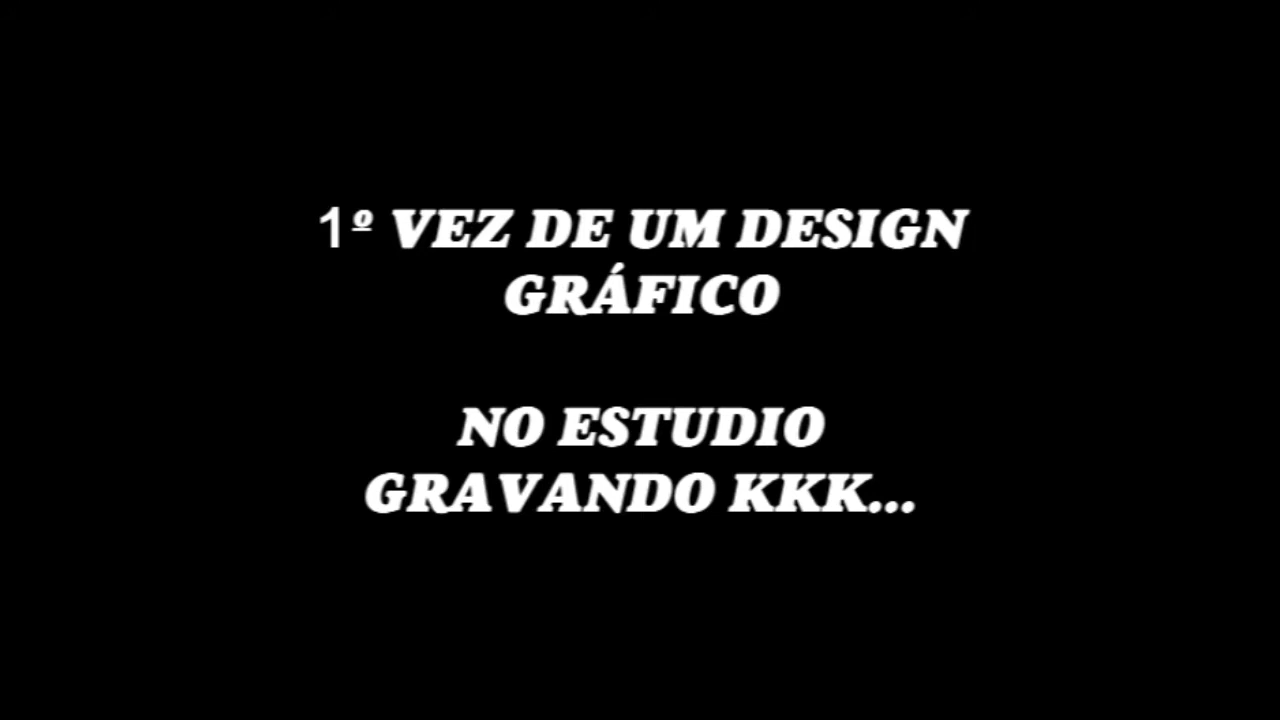 1º VEZ DE UM DESIGN
GRÁFICO
NO ESTUDIO
GRAVANDO KKK...